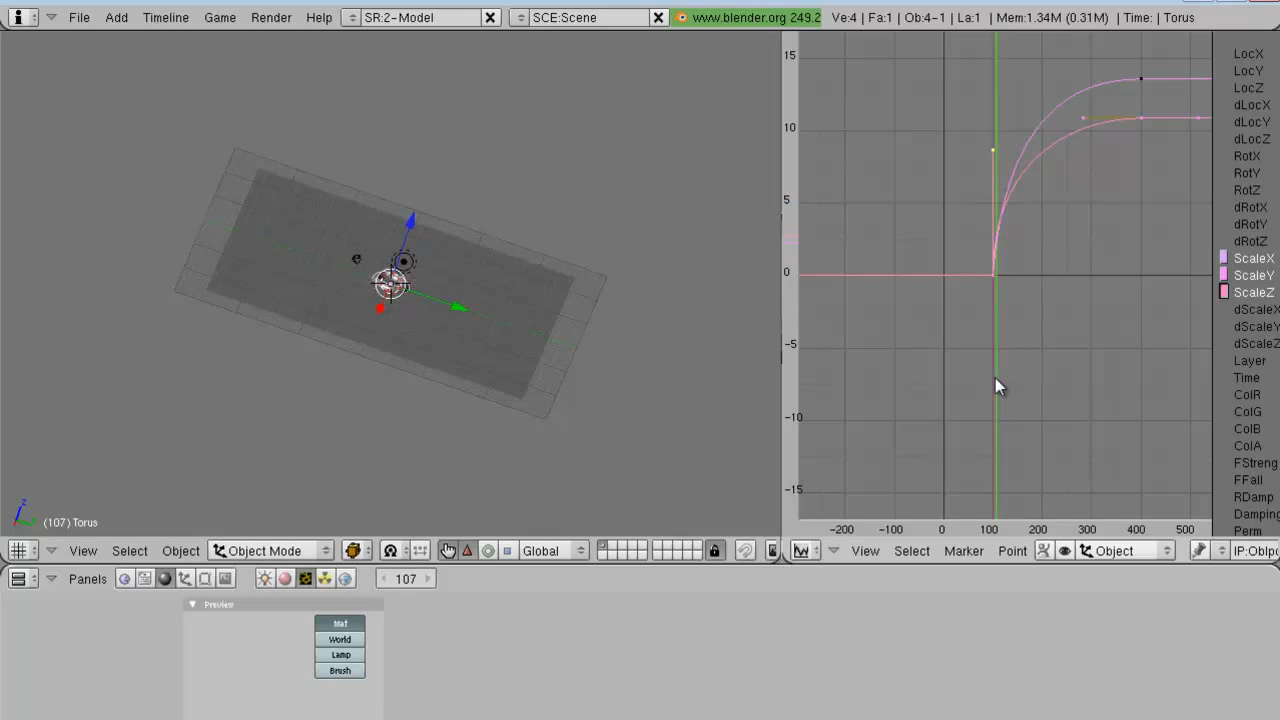 File Add Timeline Game Render Help SR:2-Model SCE:Scene www.blender.org 249.2 Ve:4 | Fa:1 | Ob:4-1 | La:1 | Mem:1.34M (0.31M) | Time: | Torus
15
10
5
0
-5
-10
-15
-200 -100 0 100 200 300 400 500
LocX
LocY
LocZ
dLocX
dLocY
dLocZ
RotX
RotY
RotZ
dRotX
dRotY
dRotZ
ScaleX
ScaleY
ScaleZ
dScaleX
dScaleY
dScaleZ
Layer
Time
ColR
ColG
ColB
ColA
FStreng
FFall
RDamp
Damping
Perm
z
(107) Torus
View Select Object Object Mode Global
View Select Marker Point Object IP:ObIpo
Panels 107
Preview
Mat
World
Lamp
Brush